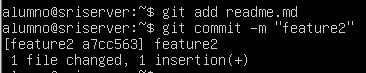 alumno@sriserver:~$ git add readme.md
alumno@sriserver:~$ git commit -m "feature2"
[feature2 a7cc563] feature2
 1 file changed, 1 insertion(+)